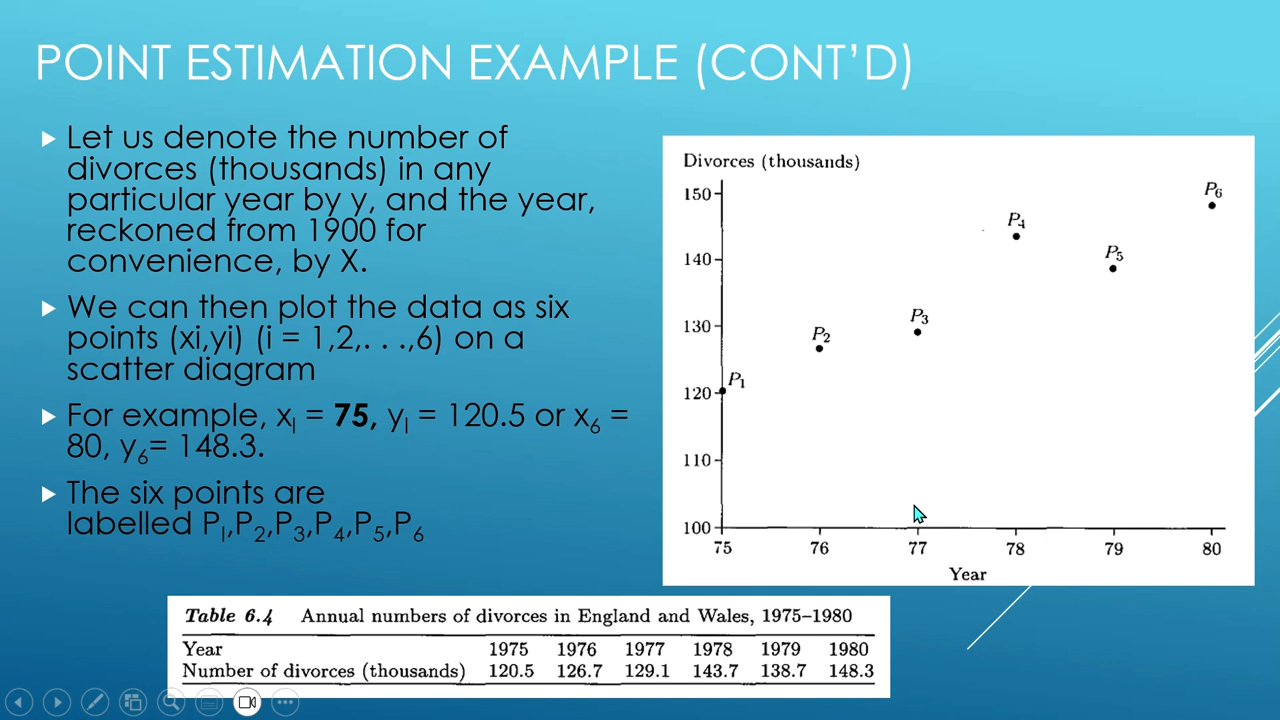 POINT ESTIMATION EXAMPLE (CONT’D)
Let us denote the number of
divorces (thousands) in any
particular year by y, and the year,
reckoned from 1900 for
convenience, by X.
We can then plot the data as six
points (xi,yi) (i = 1,2,. . .,6) on a
scatter diagram
For example, xl = 75, yl = 120.5 or x6 =
80, y6= 148.3.
The six points are
labelled Pl,P2,P3,P4,P5,P6
Divorces (thousands)
150
140
130
120
110
100
P1
P2
P3
P4
P5
P6
75 76 77 78 79 80
Year
Table 6.4 Annual numbers of divorces in England and Wales, 1975–1980
Year 1975 1976 1977 1978 1979 1980
Number of divorces (thousands) 120.5 126.7 129.1 143.7 138.7 148.3